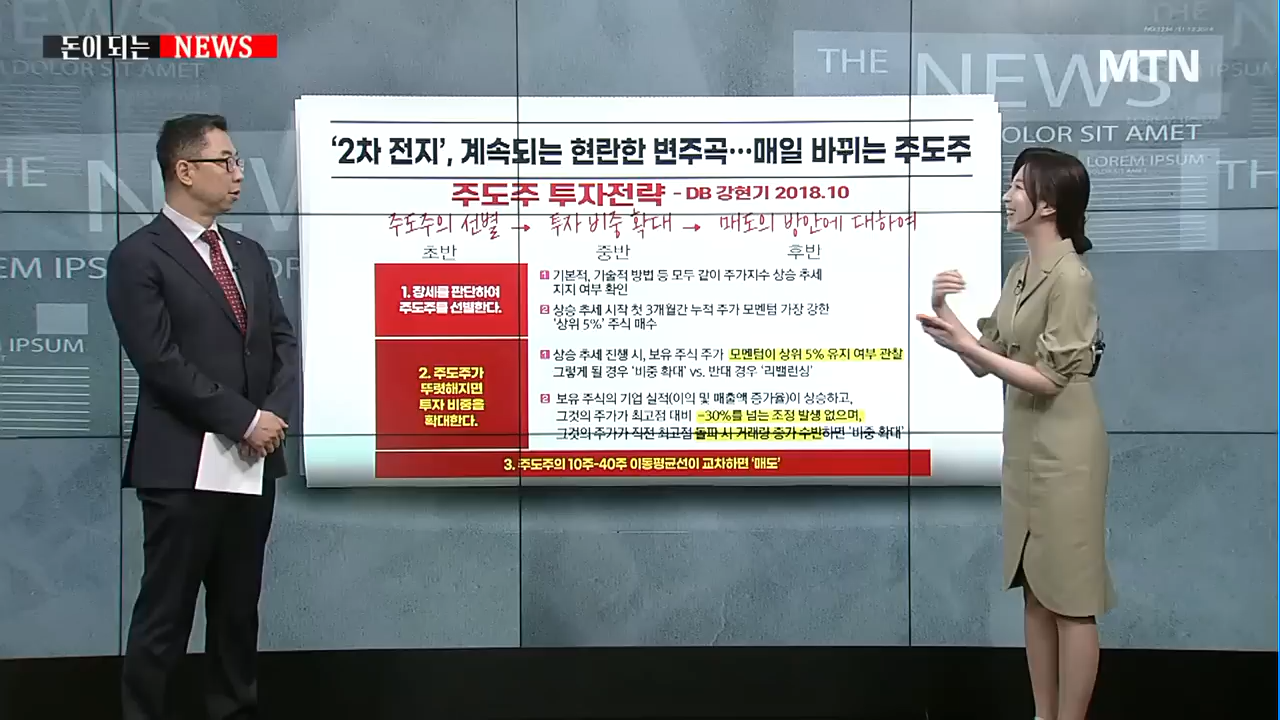 돈이 되는 NEWS
MTN
THE
NEWS
DOLOR SIT AMET
LOREM IPSUM
‘2차 전지’, 계속되는 현란한 변주곡…매일 바뀌는 주도주
주도주 투자전략 - DB 강현기 2018.10
주도주의 선별 → 투자 비중 확대 → 매도의 방안에 대하여
초반 중반 후반
1. 장세를 판단하여
주도주를 선별한다.
1 기본적, 기술적 방법 등 모두 같이 주가지수 상승 추세
지지 여부 확인
2 상승 추세 시작 첫 3개월간 누적 주가 모멘텀 가장 강한
‘상위 5%’ 주식 매수
2. 주도주가
뚜렷해지면
투자 비중을
확대한다.
1 상승 추세 진행 시, 보유 주식 주가 모멘텀이 상위 5% 유지 여부 관찰
그렇게 될 경우 ‘비중 확대’ vs. 반대 경우 ‘리밸런싱’
2 보유 주식의 기업 실적(이익 및 매출액 증가율)이 상승하고,
그것의 주가가 최고점 대비 -30%를 넘는 조정 발생 없으며,
그것의 주가가 직전 최고점 돌파 시 거래량 증가 수반하면 ‘비중 확대’
3. 주도주의 10주-40주 이동평균선이 교차하면 ‘매도’